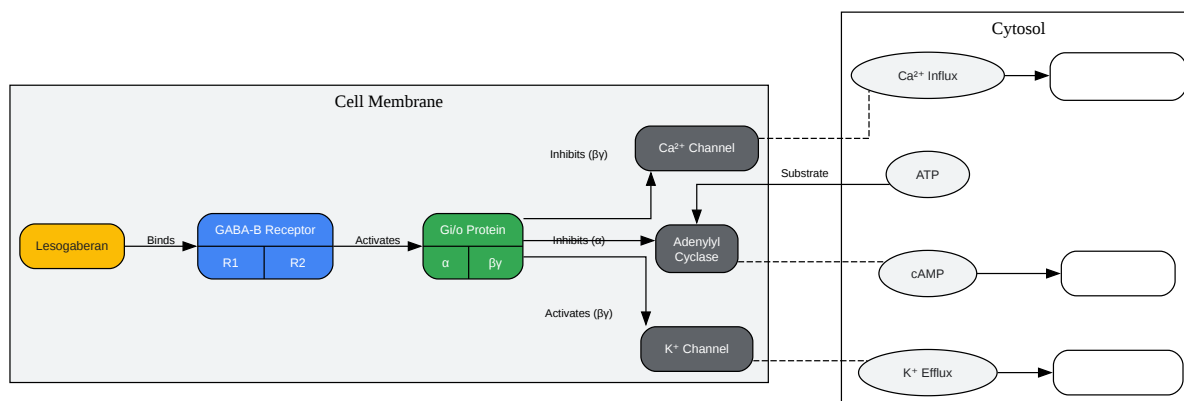 Cytosol
Ca²⁺ Influx
Cell Membrane
Ca²⁺ Channel
Inhibits (βγ)
Substrate
ATP
Lesogaberan
Binds
GABA-B Receptor
R1
R2
Activates
Gi/o Protein
α
βγ
Inhibits (α)
Adenylyl
Cyclase
cAMP
Activates (βγ)
K⁺ Channel
K⁺ Efflux